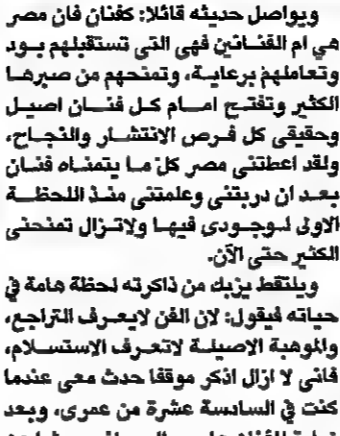 ويواصل حديثه قائلا: كفنان فان مصر
هي ام الفنانين فهي التي تستقبلهم بود
وتعاملهم برعاية، وتمنحهم من صبرها
الكثير وتفتح امام كل فنان اصيل
وحقيقي كل فرص الانتشار والنجاح،
ولقد اعطتني مصر كل ما يتمناه فنان
بعد ان دربتني وعلمتني منذ اللحظة
الاولى لوجودي فيها ولاتزال تمنحني
الكثير حتى الآن.
ويلتقط يزبك من ذاكرته لحظة هامة في
حياته فيقول: لان الفن لايعرف التراجع،
والموهبة الاصيلة لاتعرف الاستسلام،
فاني لا ازال اذكر موقفا حدث معي عندما
كنت في السادسة عشرة من عمري، وبعد